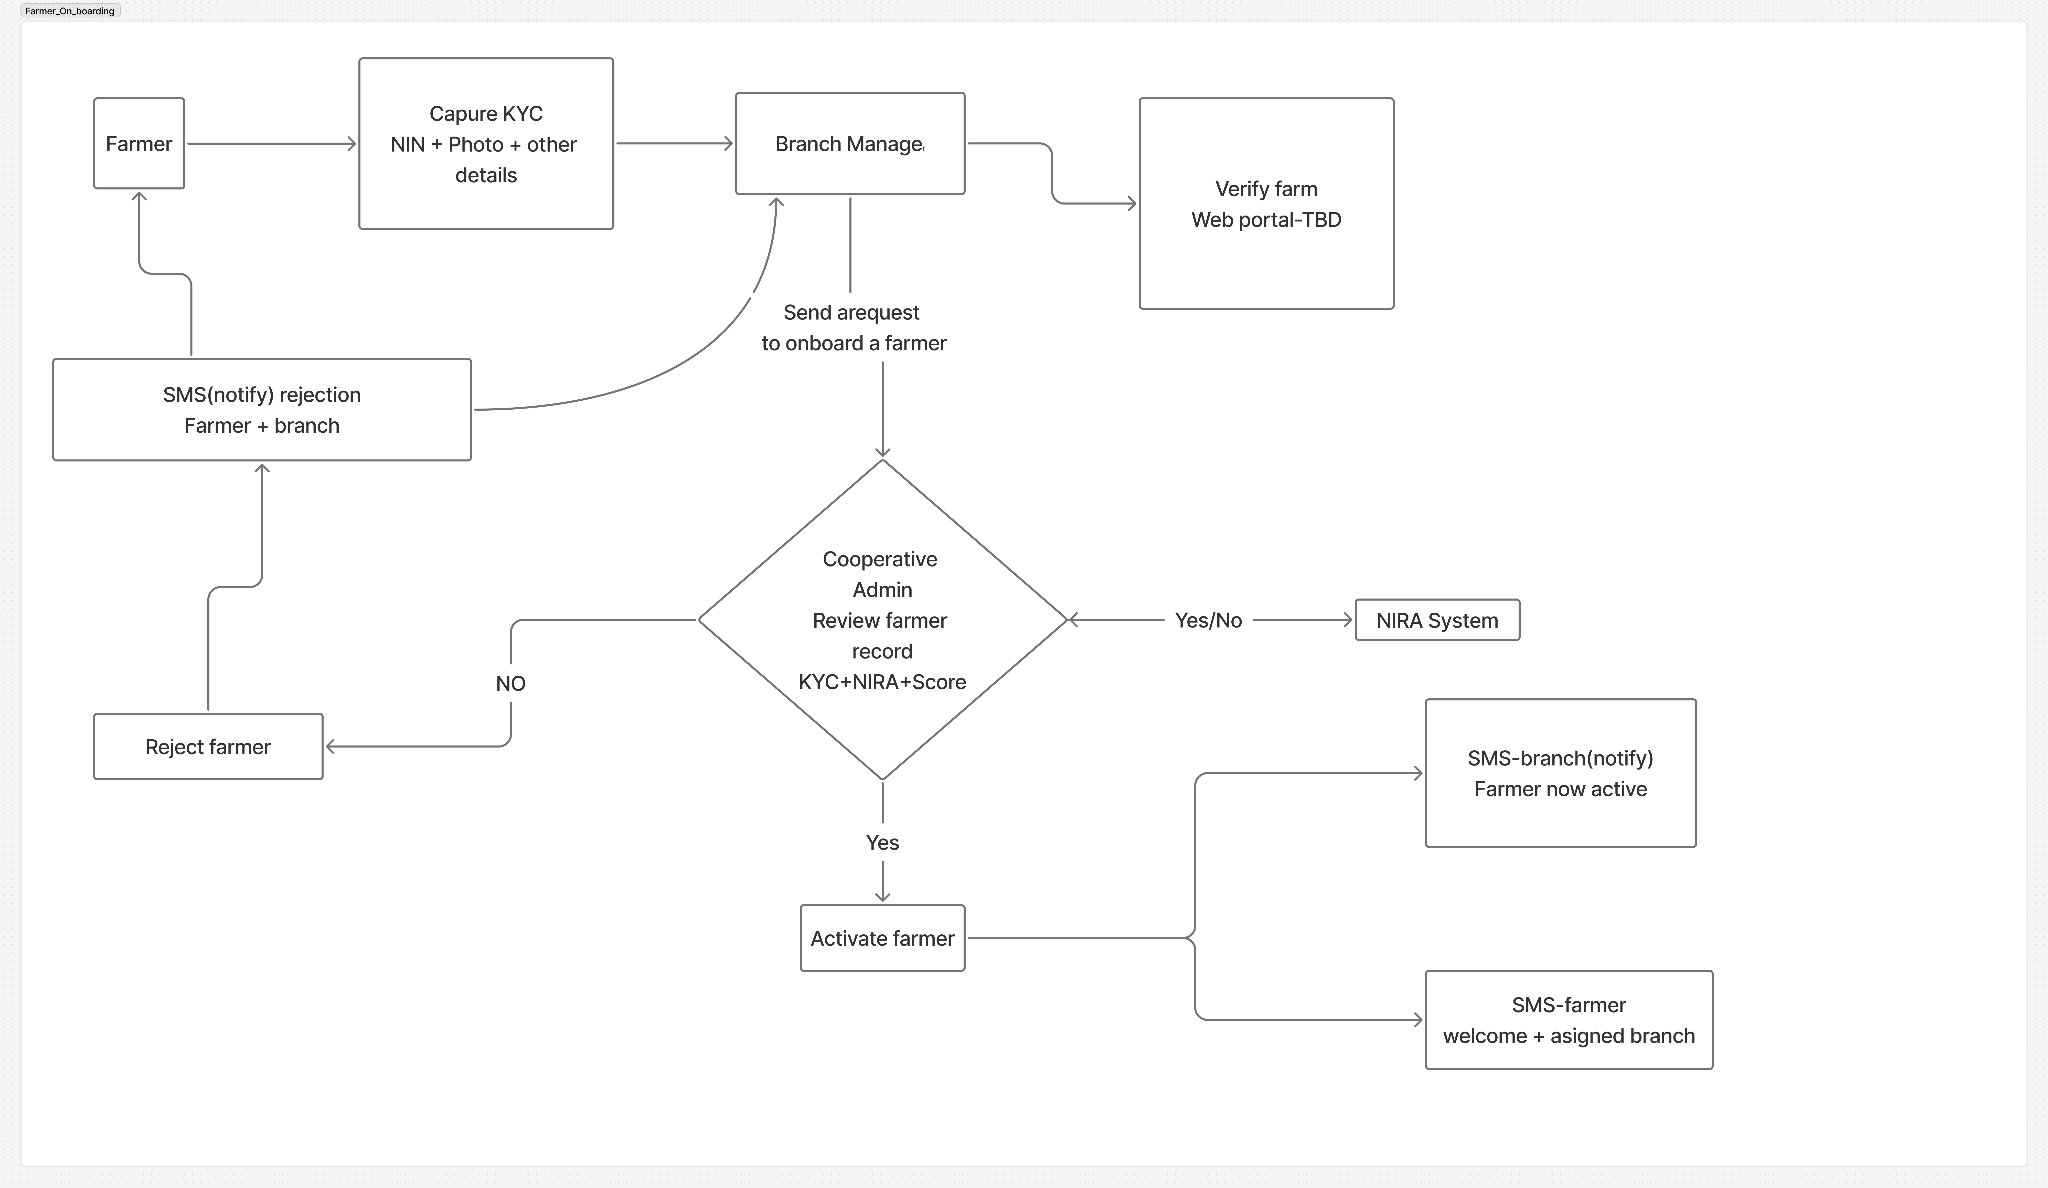 Farmer_On_boarding
Farmer
Capure KYC
NIN + Photo + other
details
Branch Manager
Verify farm
Web portal-TBD
Send arequest
to onboard a farmer
SMS(notify) rejection
Farmer + branch
Cooperative
Admin
Review farmer
record
KYC+NIRA+Score
Yes/No
NIRA System
NO
Reject farmer
SMS-branch(notify)
Farmer now active
Yes
Activate farmer
SMS-farmer
welcome + asigned branch